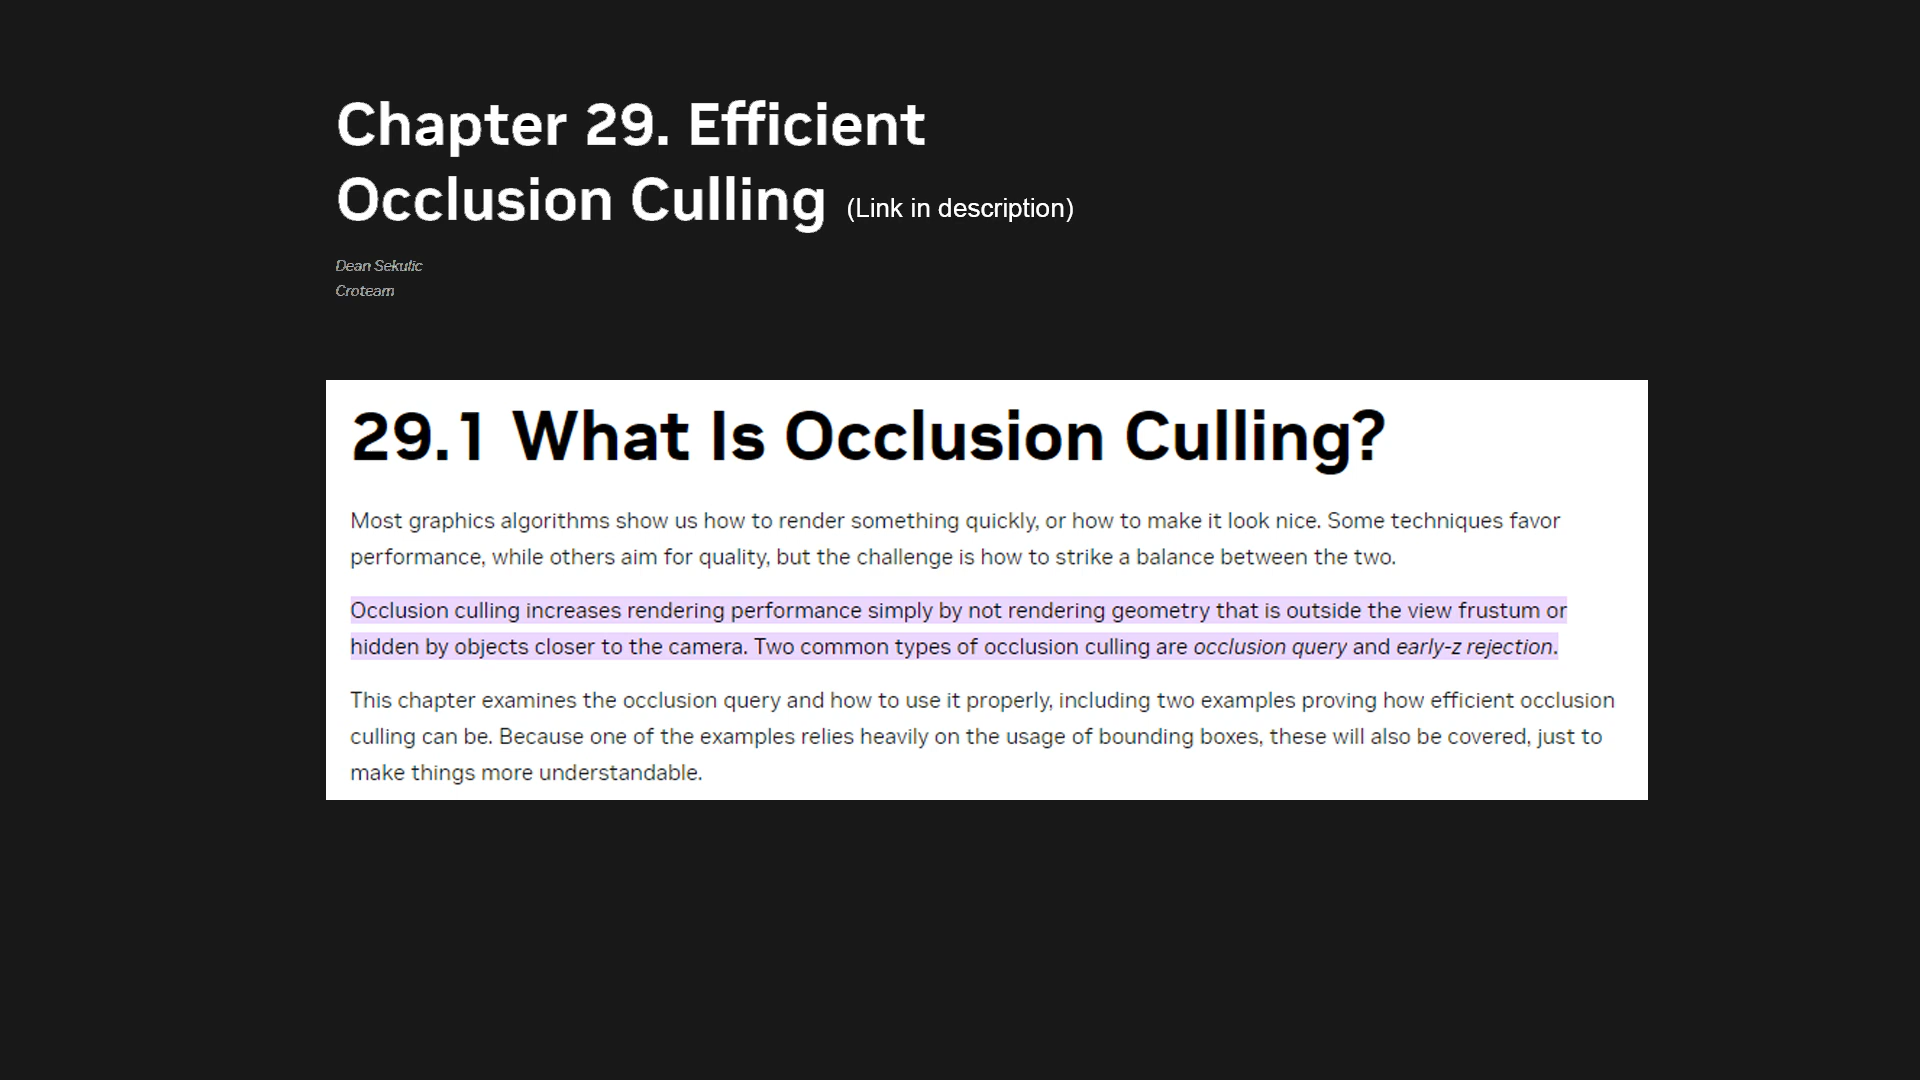 Chapter 29. Efficient
Occlusion Culling (Link in description)
Dean Sekulic
Croteam
29.1 What Is Occlusion Culling?
Most graphics algorithms show us how to render something quickly, or how to make it look nice. Some techniques favor
performance, while others aim for quality, but the challenge is how to strike a balance between the two.
Occlusion culling increases rendering performance simply by not rendering geometry that is outside the view frustum or
hidden by objects closer to the camera. Two common types of occlusion culling are occlusion query and early-z rejection.
This chapter examines the occlusion query and how to use it properly, including two examples proving how efficient occlusion
culling can be. Because one of the examples relies heavily on the usage of bounding boxes, these will also be covered, just to
make things more understandable.